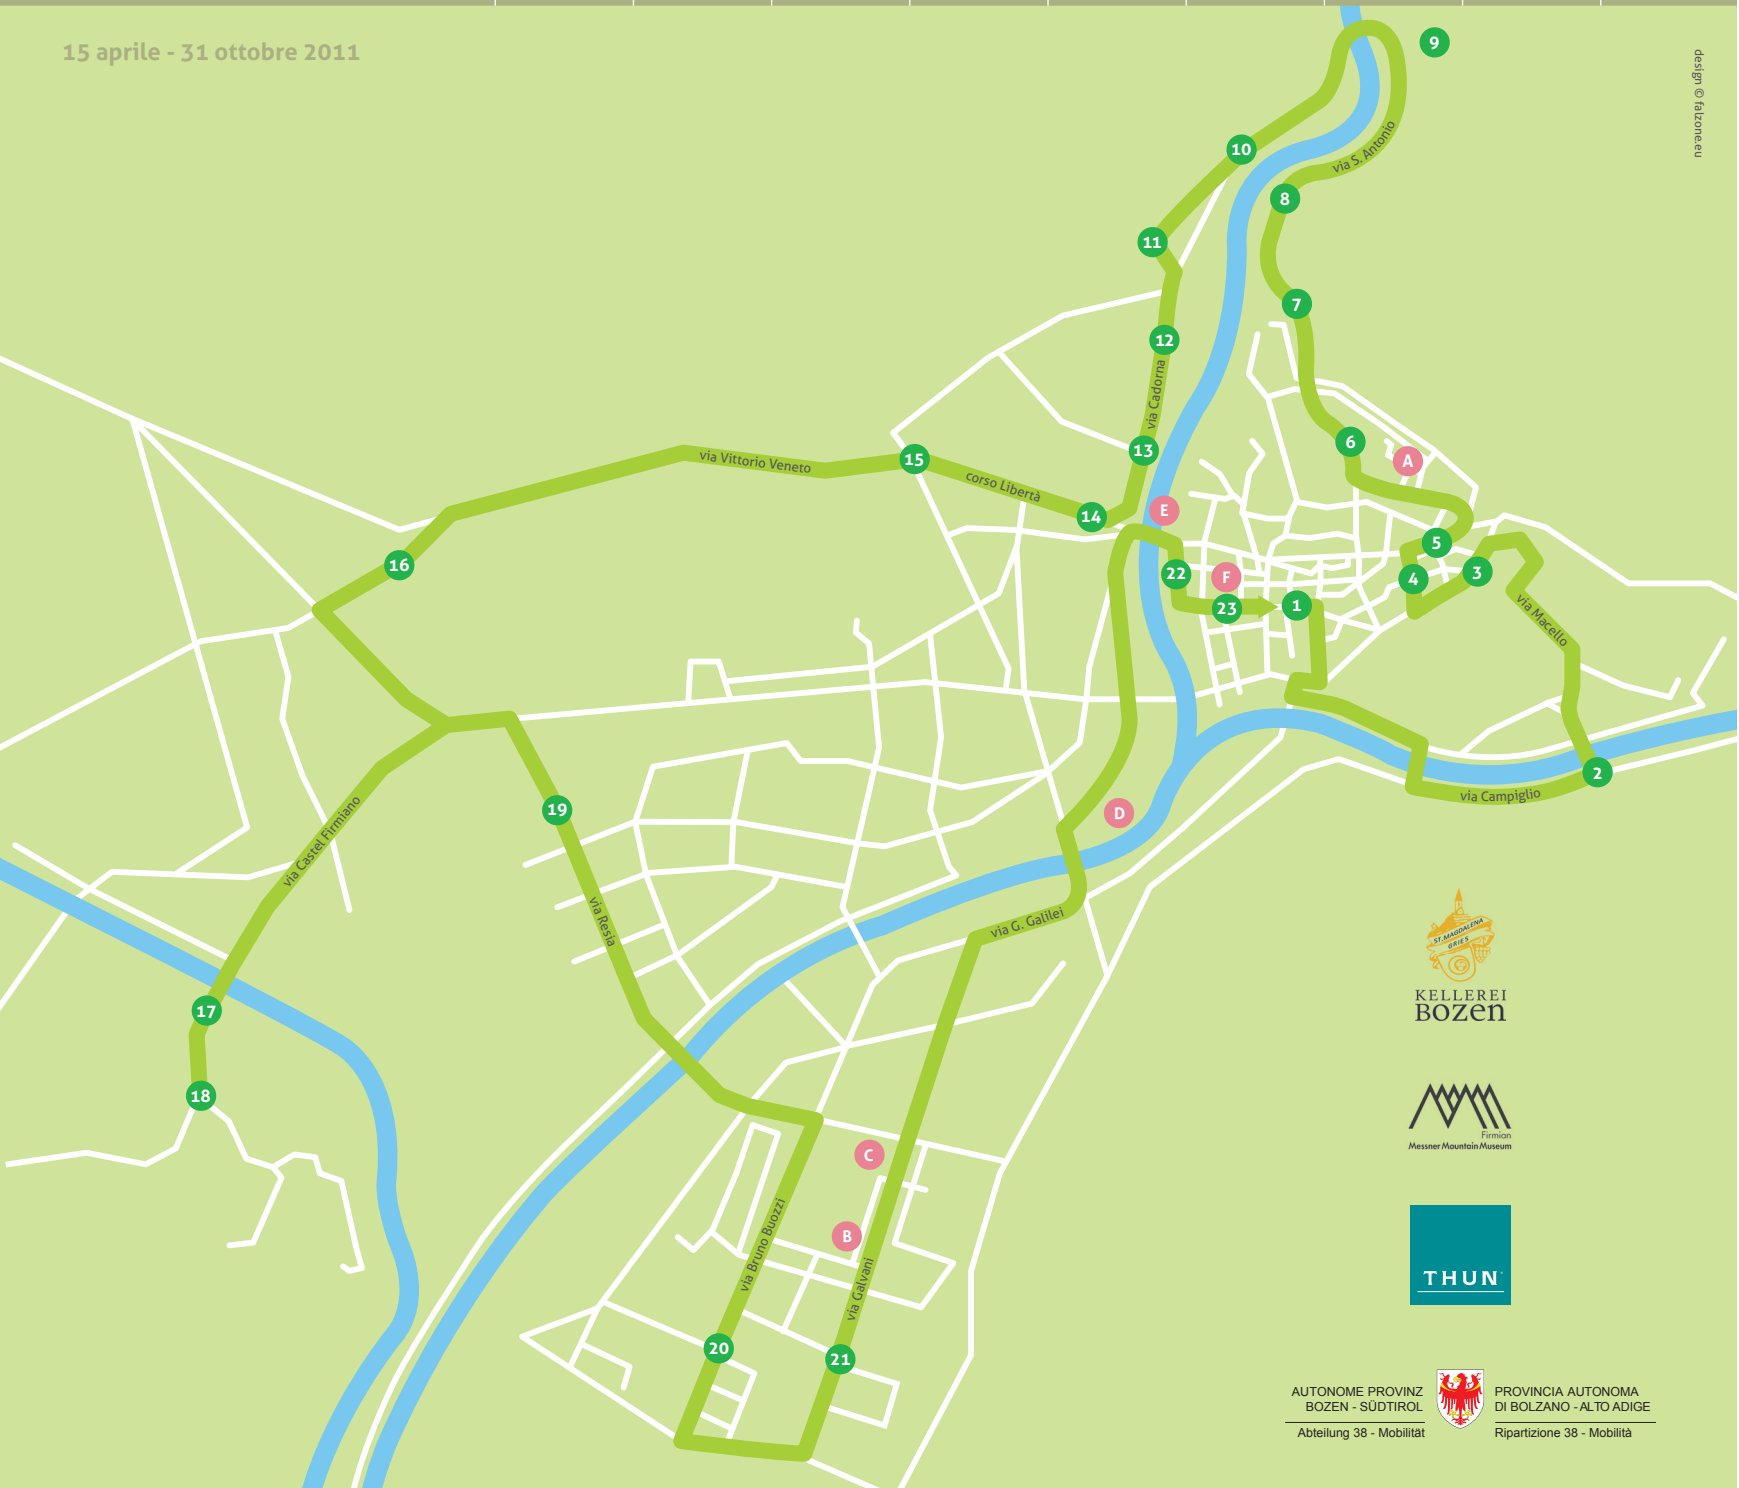 15 aprile - 31 ottobre 2011
design © falzone.eu
9
10
via S. Antonio
8
11
7
12
via Cadorna
6
A
13
via Vittorio Veneto
15
corso Libertà
14
E
5
16
22
F
4
3
23
1
via Macello
2
via Campiglio
19
D
via Castel Firmiano
via Resia
via G. Galilei
17
18
C
B
via Bruno Buozzi
via Galvani
20
21
ST. MAGDALENA
GRIES
KELLEREI
BOZEN
Firmian
Messner Mountain Museum
THUN
AUTONOME PROVINZ
BOZEN - SÜDTIROL
Abteilung 38 - Mobilität
PROVINCIA AUTONOMA
DI BOLZANO - ALTO ADIGE
Ripartizione 38 - Mobilità